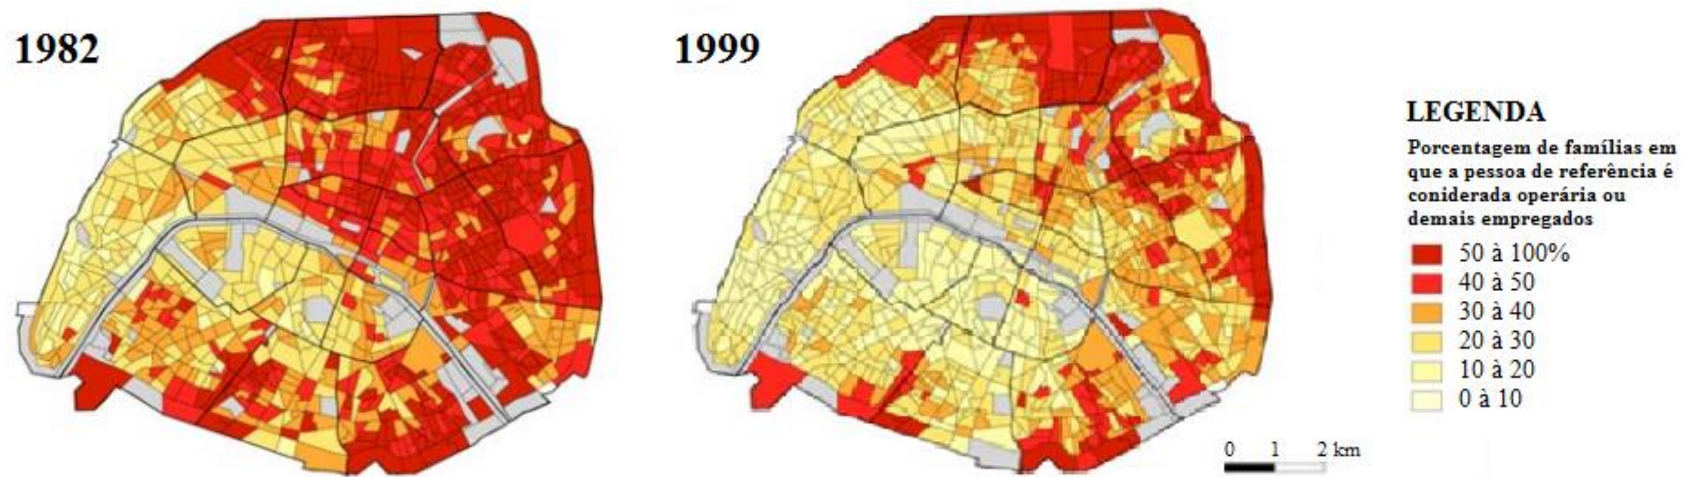 1982
1999
LEGENDA
Porcentagem de famílias em
que a pessoa de referência é
coniderada operária ou
demais empregados
50 à 100%
40 à 50
30 à 40
20 à 30
10 à 20
0 à 10
0 1 2 km